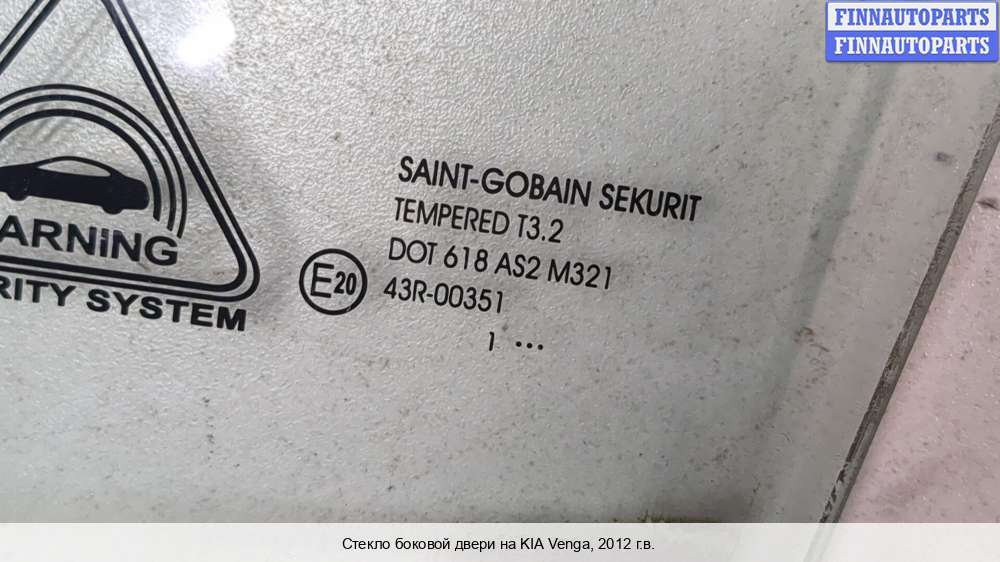 FINNAUTOPARTS
FINNAUTOPARTS
SAINT-GOBAIN SEKURIT
TEMPERED T3.2
DOT 618 AS2 M321
E20
43R-00351
1 ...
ARNING
RITY SYSTEM
Стекло боковой двери на KIA Venga, 2012 г.в.